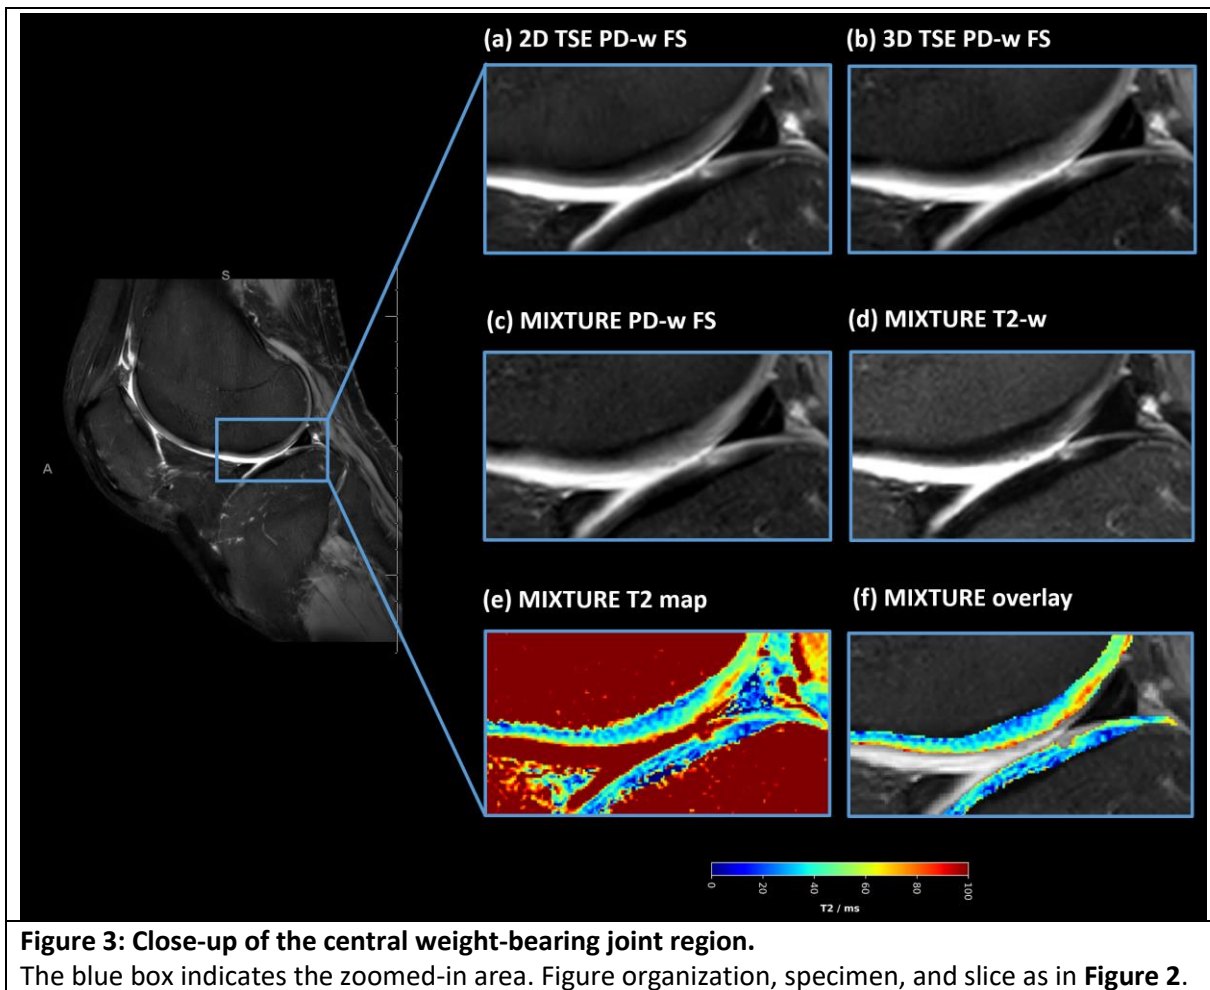 (a) 2D TSE PD-w FS
(b) 3D TSE PD-w FS
S
(c) MIXTURE PD-w FS
(d) MIXTURE T2-w
A
(e) MIXTURE T2 map
(f) MIXTURE overlay
0 20 40 60 80 100
T2 / ms
Figure 3: Close-up of the central weight-bearing joint region.
The blue box indicates the zoomed-in area. Figure organization, specimen, and slice as in Figure 2.